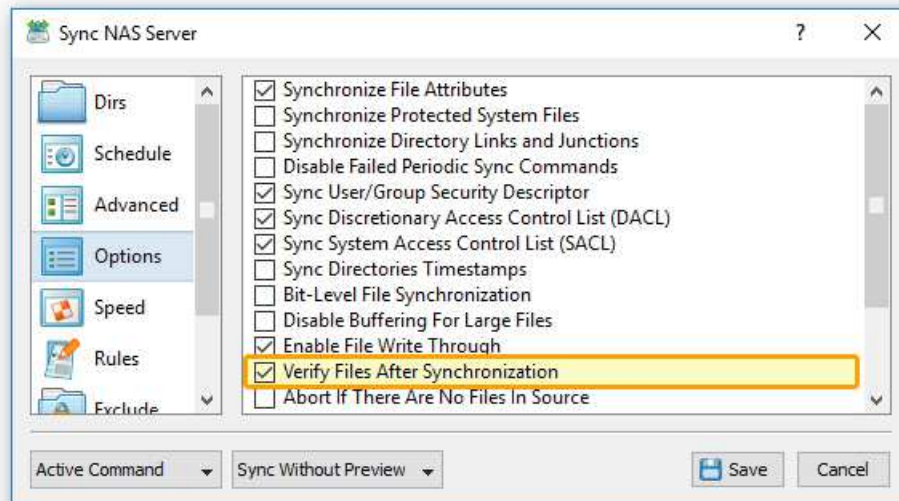 Sync NAS Server
?
Dirs
Schedule
Advanced
Options
Speed
Rules
Exclude
Synchronize File Attributes
Synchronize Protected System Files
Synchronize Directory Links and Junctions
Disable Failed Periodic Sync Commands
Sync User/Group Security Descriptor
Sync Discretionary Access Control List (DACL)
Sync System Access Control List (SACL)
Sync Directories Timestamps
Bit-Level File Synchronization
Disable Buffering For Large Files
Enable File Write Through
Verify Files After Synchronization
Abort If There Are No Files In Source
Active Command
Sync Without Preview
Save
Cancel